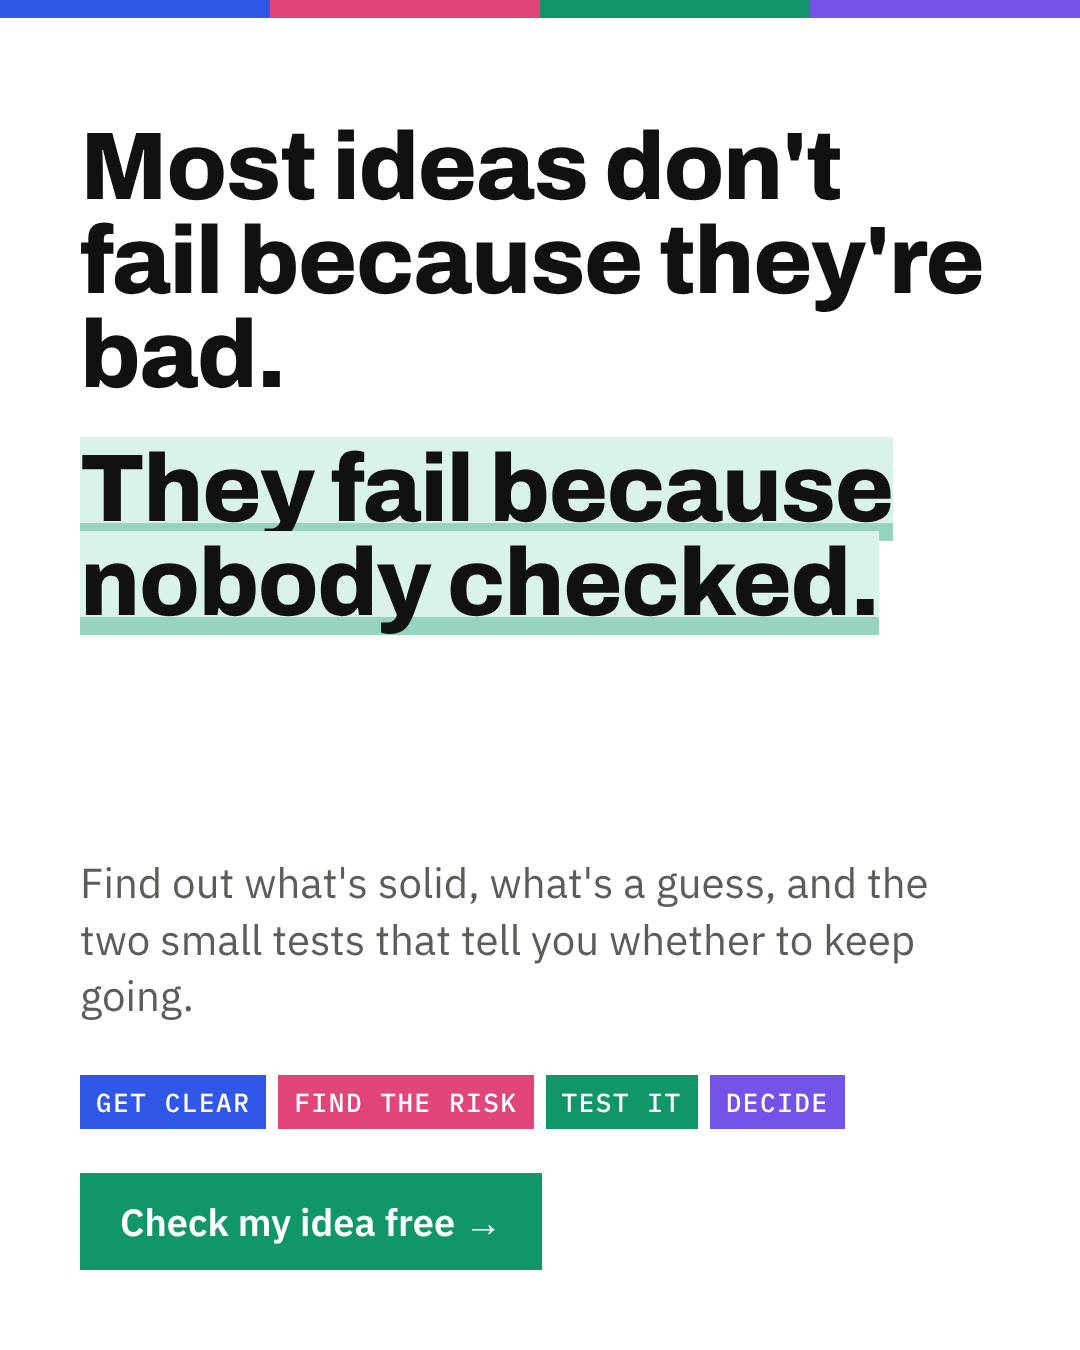 Most ideas don't
fail because they're
bad.
They fail because
nobody checked.
Find out what's solid, what's a guess, and the
two small tests that tell you whether to keep
going.
GET CLEAR FIND THE RISK TEST IT DECIDE
Check my idea free →